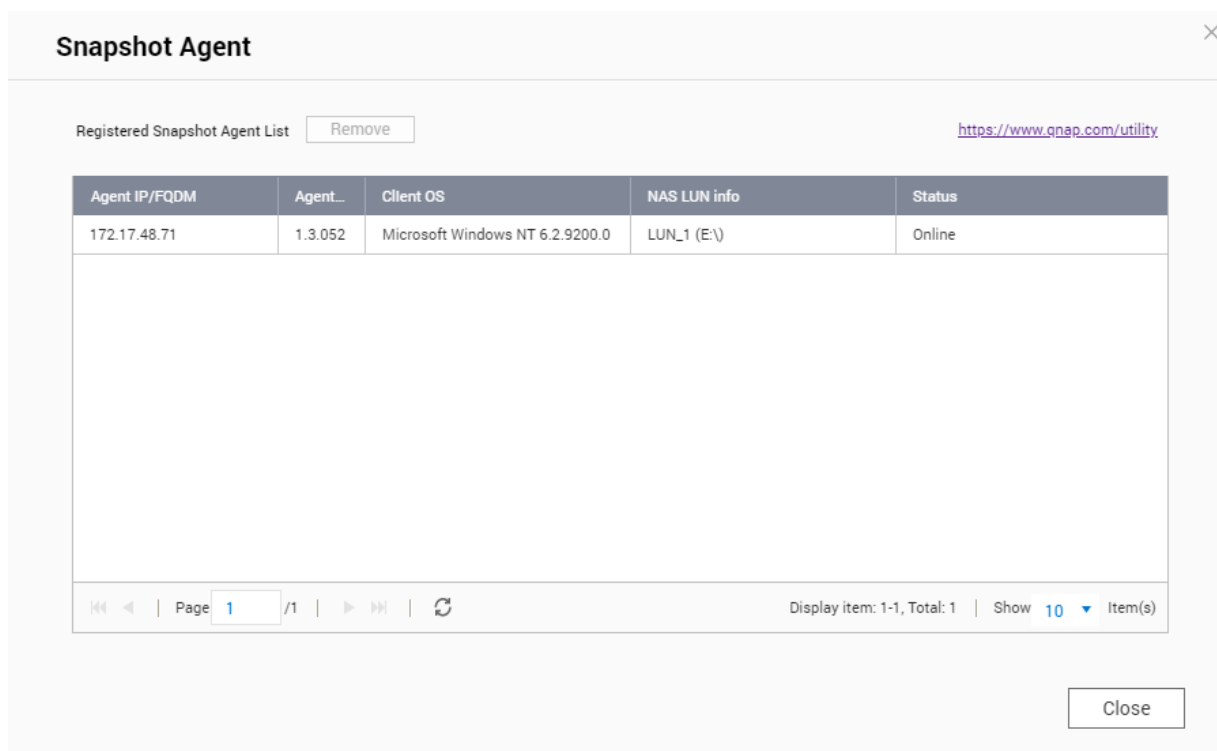 Snapshot Agent
Registered Snapshot Agent List Remove https://www.qnap.com/utility
Agent IP/FQDM Agent... Client OS NAS LUN info Status
172.17.48.71 1.3.052 Microsoft Windows NT 6.2.9200.0 LUN_1 (E:\) Online
Page 1 /1 Display item: 1-1, Total: 1 Show 10 Item(s)
Close